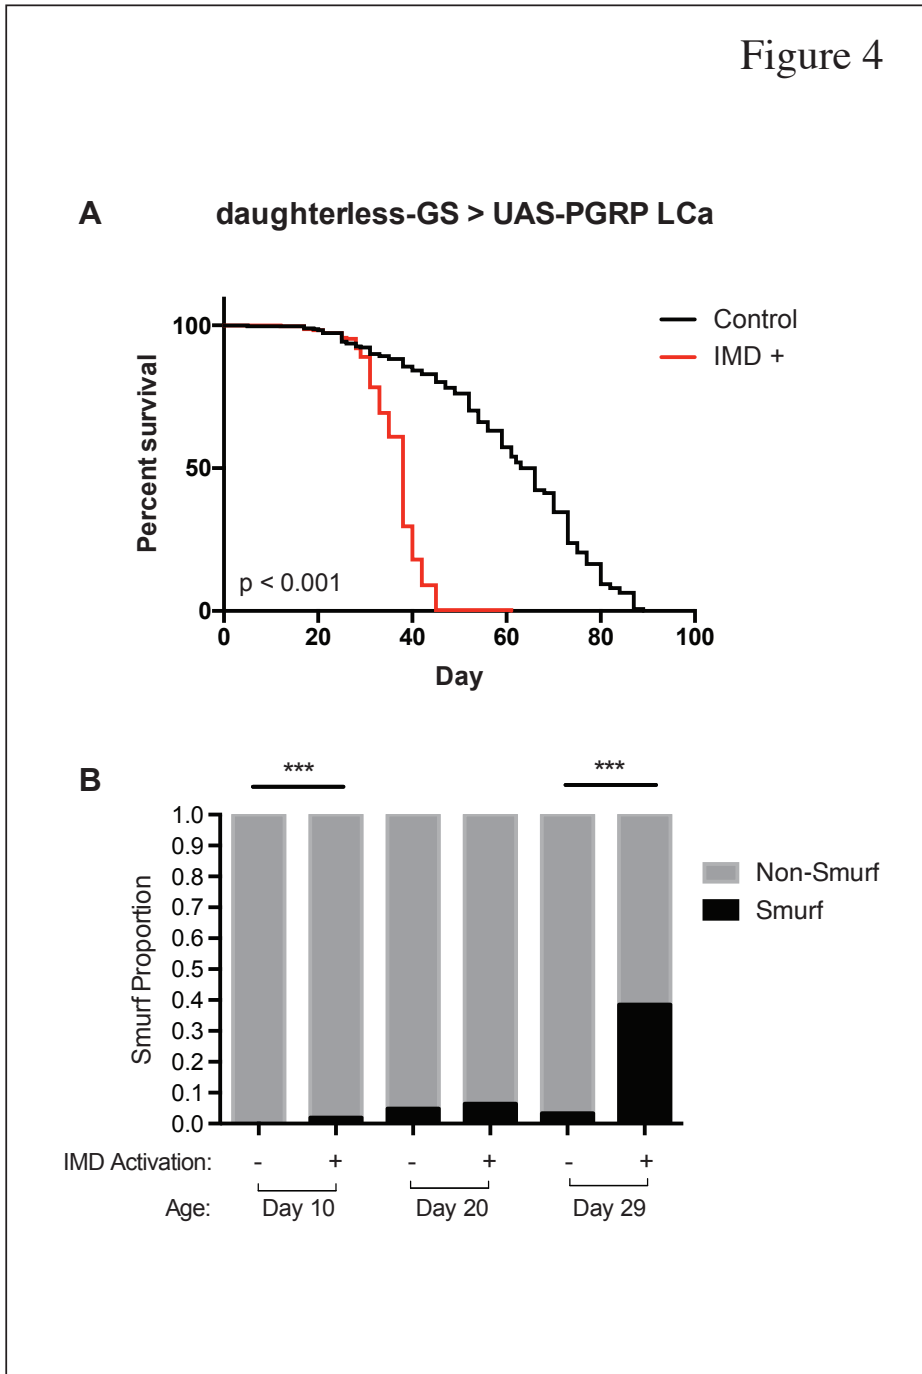 Figure 4
A
daughterless-GS > UAS-PGRP LCa
Control
IMD +
Percent survival
100
50
0
p < 0.001
0 20 40 60 80 100
Day
B
*** ***
Smurf Proportion
1.0
0.9
0.8
0.7
0.6
0.5
0.4
0.3
0.2
0.1
0.0
Non-Smurf
Smurf
IMD Activation: - + - + - +
Age: Day 10 Day 20 Day 29